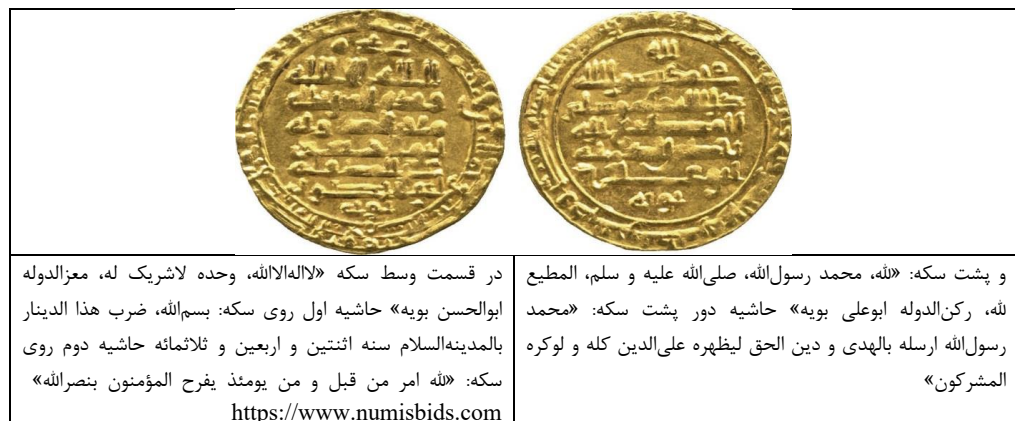 و پشت سکه: «لله، محمد رسول‌الله، صلی‌الله علیه و سلم، المطیع
لله، رکن‌الدوله ابوعلی بویه» حاشیه دور پشت سکه: «محمد
رسول‌الله ارسله بالهدی و دین الحق لیظهره علی‌الدین کله و لوکره
المشرکون»
در قسمت وسط سکه «لااله‌الاالله، وحده لاشریک له، معزالدوله
ابوالحسن بویه» حاشیه اول روی سکه: بسم‌الله، ضرب هذا الدینار
بالمدینه‌السلام سنه اثنتین و اربعین و ثلاثمائه حاشیه دوم روی
سکه: «لله امر من قبل و من یومئذ یفرح المؤمنون بنصرالله»
https://www.numisbids.com